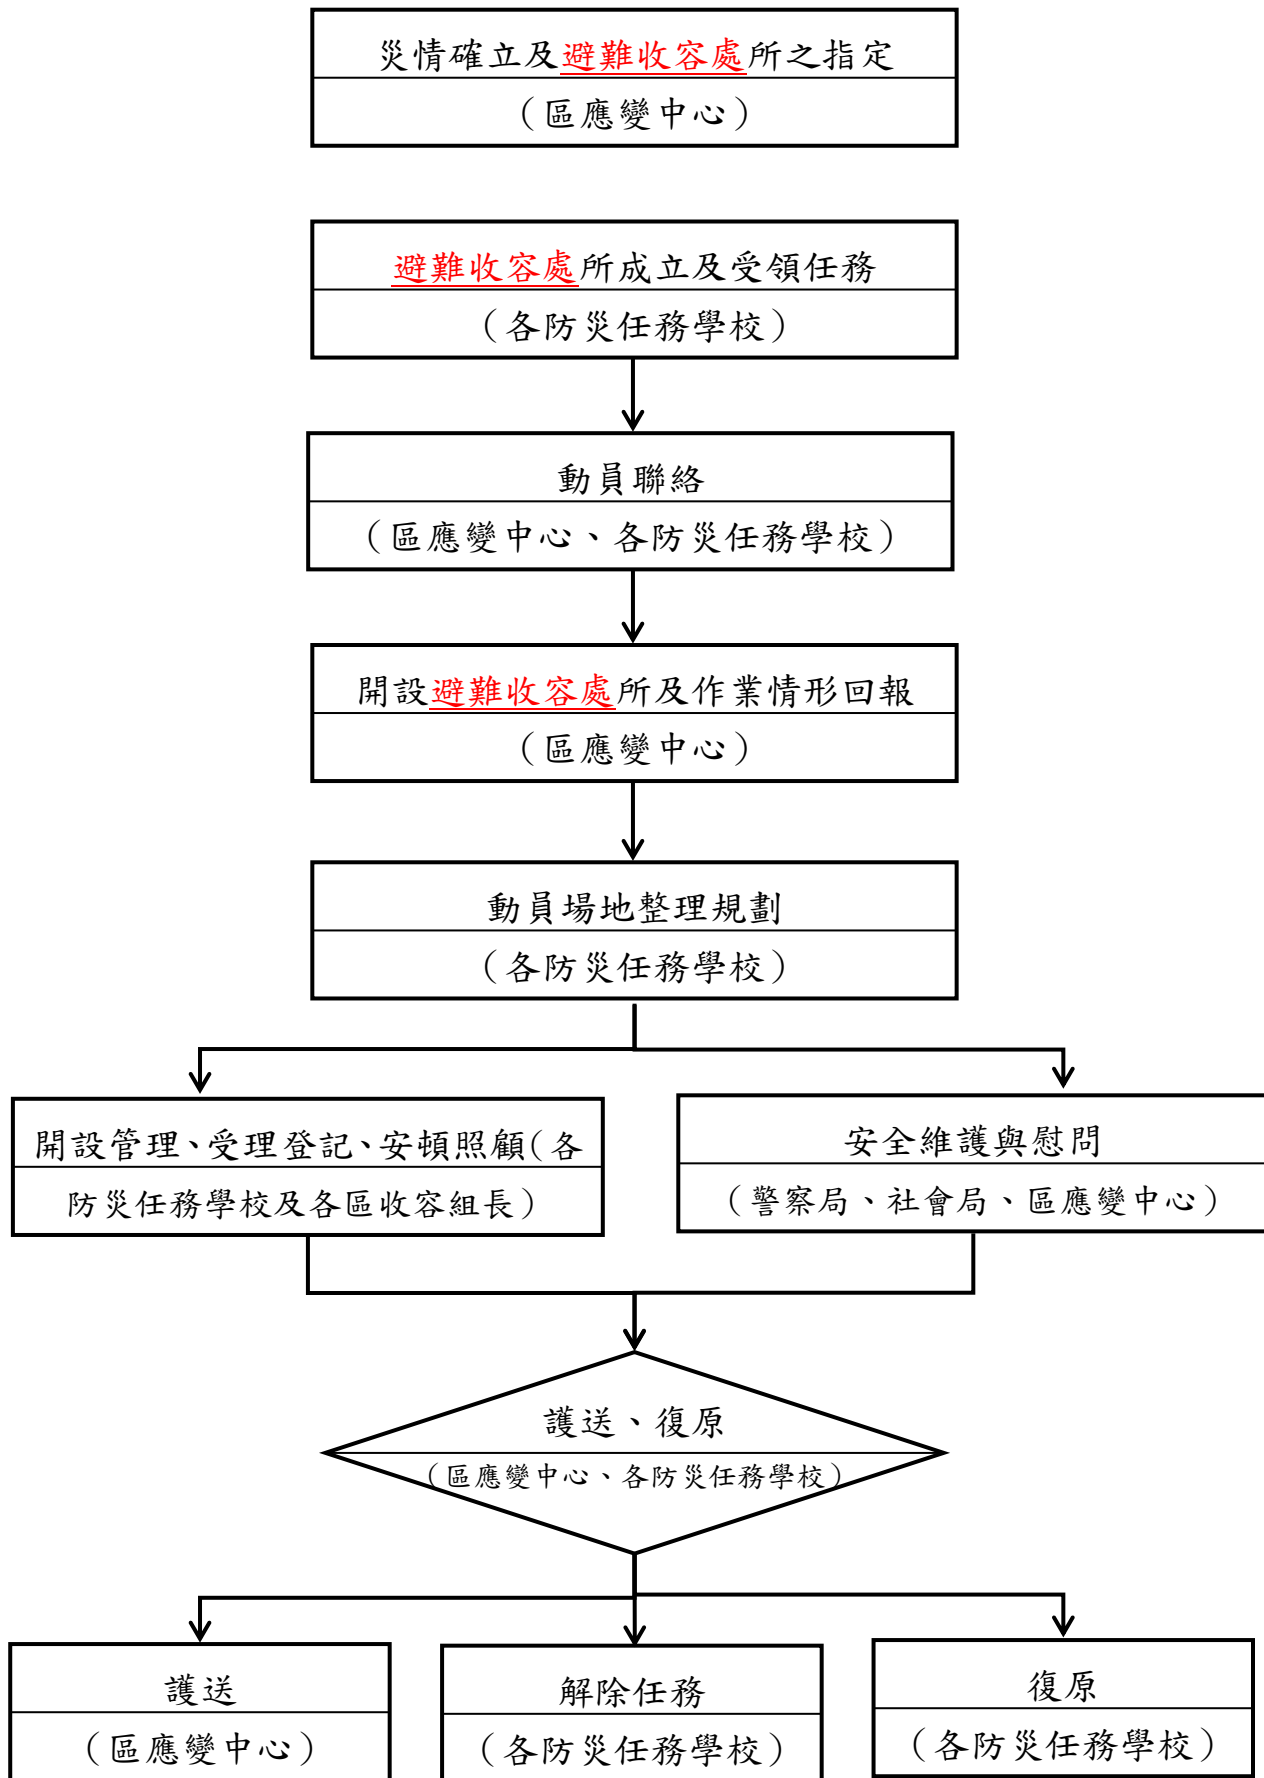 災情確立及避難收容處所之指定
（區應變中心）
避難收容處所成立及受領任務
（各防災任務學校）
動員聯絡
（區應變中心、各防災任務學校）
開設避難收容處所及作業情形回報
（區應變中心）
動員場地整理規劃
（各防災任務學校）
開設管理、受理登記、安頓照顧（各
防災任務學校及各區收容組長）
安全維護與慰問
（警察局、社會局、區應變中心）
護送、復原
（區應變中心、各防災任務學校）
護送
（區應變中心）
解除任務
（各防災任務學校）
復原
（各防災任務學校）